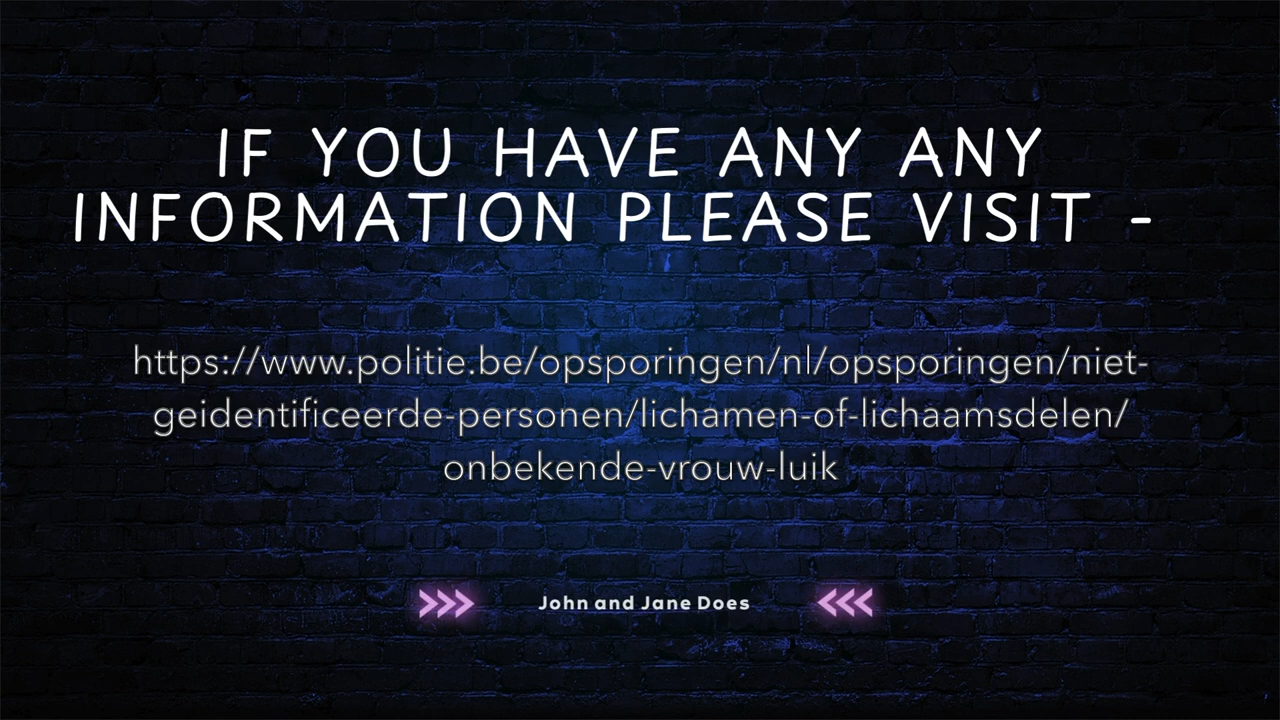 IF YOU HAVE ANY ANY
INFORMATION PLEASE VISIT -
https://www.politie.be/opsporingen/nl/opsporingen/niet-
geidentificeerde-personen/lichamen-of-lichaamsdelen/
onbekende-vrouw-luik
John and Jane Does